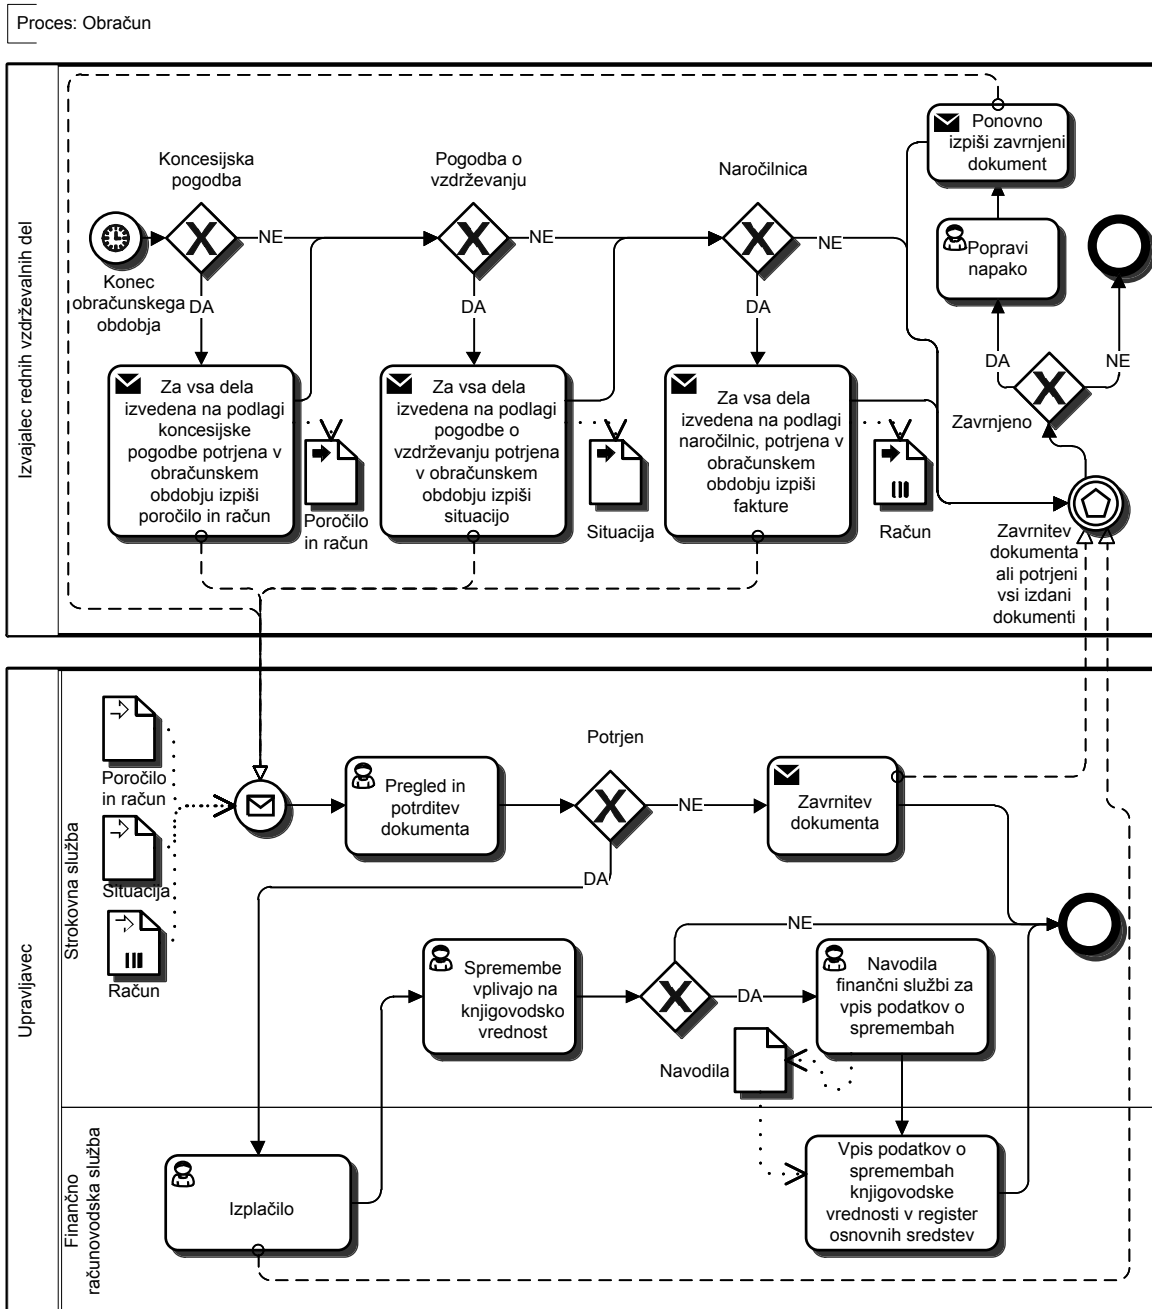 Proces: Obračun
Izvajalec rednih vzdrževalnih del
Koncesijska
pogodba
Pogodba o
vzdrževanju
Naročilnica
Ponovno
izpiši zavrnjeni
dokument
Popravi
napako
NE
NE
NE
Konec
obračunskega
obdobja
DA
DA
DA
DA
NE
Zavrnjeno
Za vsa dela
izvedena na podlagi
koncesijske
pogodbe potrjena v
obračunskem
obdobju izpiši
poročilo in račun
Poročilo
in račun
Za vsa dela
izvedena na podlagi
pogodbe o
vzdrževanju potrjena
v obračunskem
obdobju izpiši
situacijo
Situacija
Za vsa dela
izvedena na podlagi
naročilnic, potrjena v
obračunskem
obdobju izpiši
fakture
Račun
Zavrnitev
dokumenta
ali potrjeni
vsi izdani
dokumenti
Upravljavec
Strokovna služba
Poročilo
in račun
Situacija
Račun
Pregled in
potrditev
dokumenta
Potrjen
NE
DA
Zavrnitev
dokumenta
Spremembe
vplivajo na
knjigovodsko
vrednost
NE
DA
Navodila
finančni službi za
vpis podatkov o
spremembah
Navodila
Finančno
računovodska služba
Izplačilo
Vpis podatkov o
spremembah
knjigovodske
vrednosti v register
osnovnih sredstev